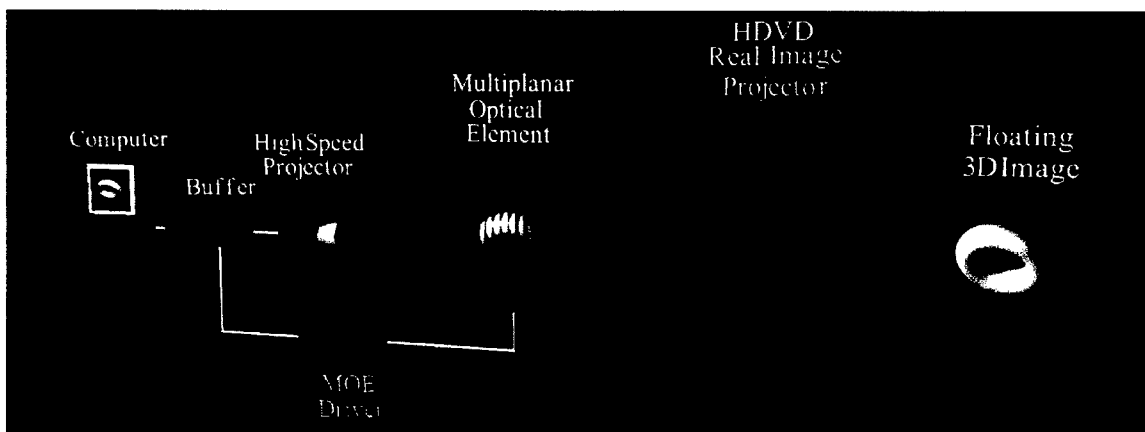 Computer
Buffer
High Speed
Projector
Multiplanar
Optical
Element
HDVD
Real Image
Projector
Floating
3D Image
MOE
Driver